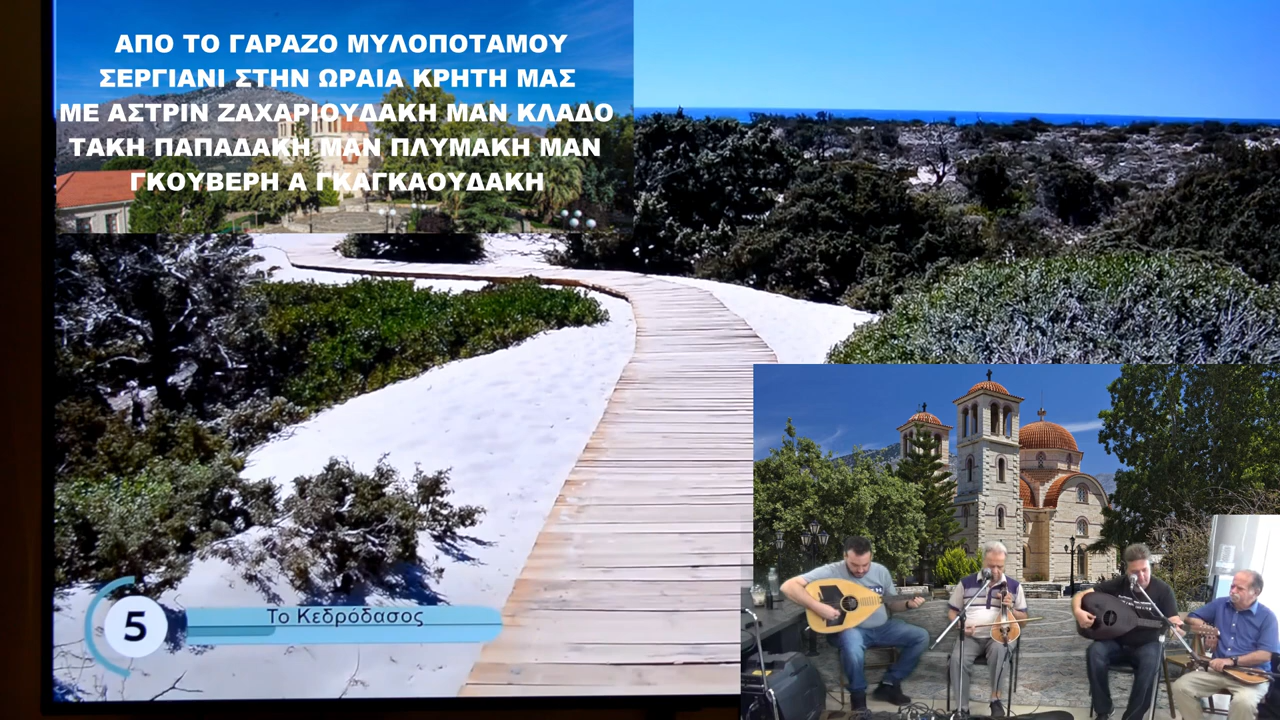 ΑΠΟ ΤΟ ΓΑΡΑΖΟ ΜΥΛΟΠΟΤΑΜΟΥ
ΣΕΡΓΙΑΝΙ ΣΤΗΝ ΩΡΑΙΑ ΚΡΗΤΗ ΜΑΣ
ΜΕ ΑΣΤΡΙΝ ΖΑΧΑΡΙΟΥΔΑΚΗ ΜΑΝ ΚΛΑΔΟ
ΤΑΚΗ ΠΑΠΑΔΑΚΗ ΜΑΝ ΠΛΥΜΑΚΗ ΜΑΝ
ΓΚΟΥΒΕΡΗ Α ΓΚΑΓΚΑΟΥΔΑΚΗ
5
Το Κεδρόδασος